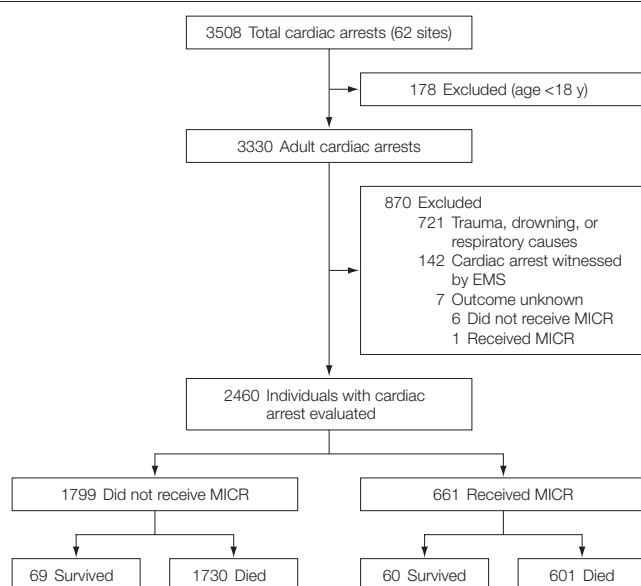 3508 Total cardiac arrests (62 sites)
178 Excluded (age <18 y)
3330 Adult cardiac arrests
870 Excluded
721 Trauma, drowning, or
respiratory causes
142 Cardiac arrest witnessed
by EMS
7 Outcome unknown
6 Did not receive MICR
1 Received MICR
2460 Individuals with cardiac
arrest evaluated
1799 Did not receive MICR
661 Received MICR
69 Survived
1730 Died
60 Survived
601 Died